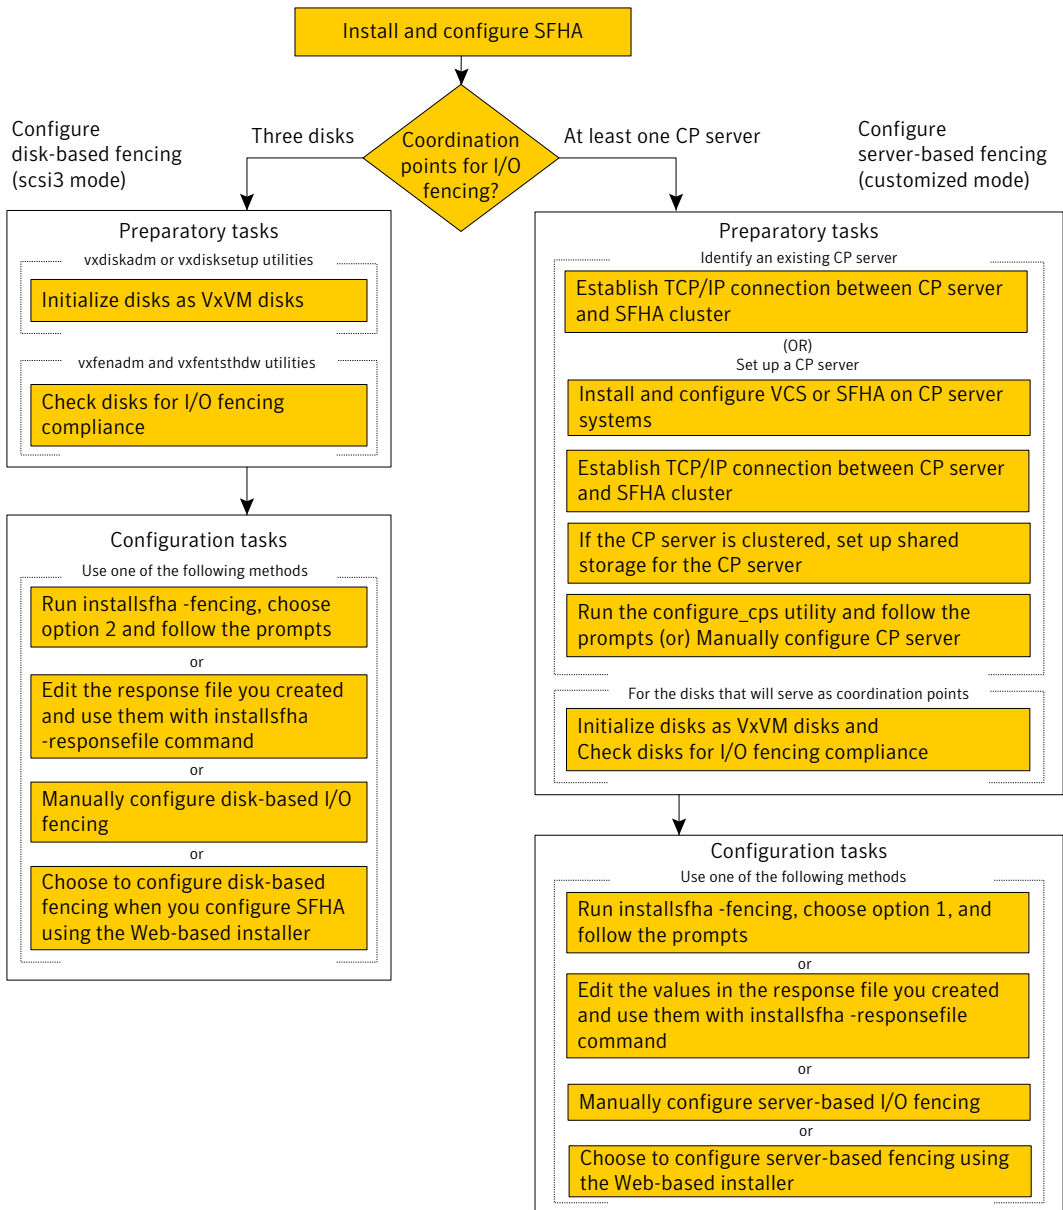 Install and configure SFHA
Coordination
points for I/O
fencing?
Three disks
At least one CP server
Configure
disk-based fencing
(scsi3 mode)
Preparatory tasks
vxdiskadm or vxdisksetup utilities
Initialize disks as VxVM disks
vxfenadm and vxfentsthdw utilities
Check disks for I/O fencing
compliance
Configuration tasks
Use one of the following methods
Run installsfha -fencing, choose
option 2 and follow the prompts
or
Edit the response file you created
and use them with installsfha
-responsefile command
or
Manually configure disk-based I/O
fencing
or
Choose to configure disk-based
fencing when you configure SFHA
using the Web-based installer
Configure
server-based fencing
(customized mode)
Preparatory tasks
Identify an existing CP server
Establish TCP/IP connection between CP server
and SFHA cluster
(OR)
Set up a CP server
Install and configure VCS or SFHA on CP server
systems
Establish TCP/IP connection between CP server
and SFHA cluster
If the CP server is clustered, set up shared
storage for the CP server
Run the configure_cps utility and follow the
prompts (or) Manually configure CP server
For the disks that will serve as coordination points
Initialize disks as VxVM disks and
Check disks for I/O fencing compliance
Configuration tasks
Use one of the following methods
Run installsfha -fencing, choose option 1, and
follow the prompts
or
Edit the values in the response file you created
and use them with installsfha -responsefile
command
or
Manually configure server-based I/O fencing
or
Choose to configure server-based fencing using
the Web-based installer